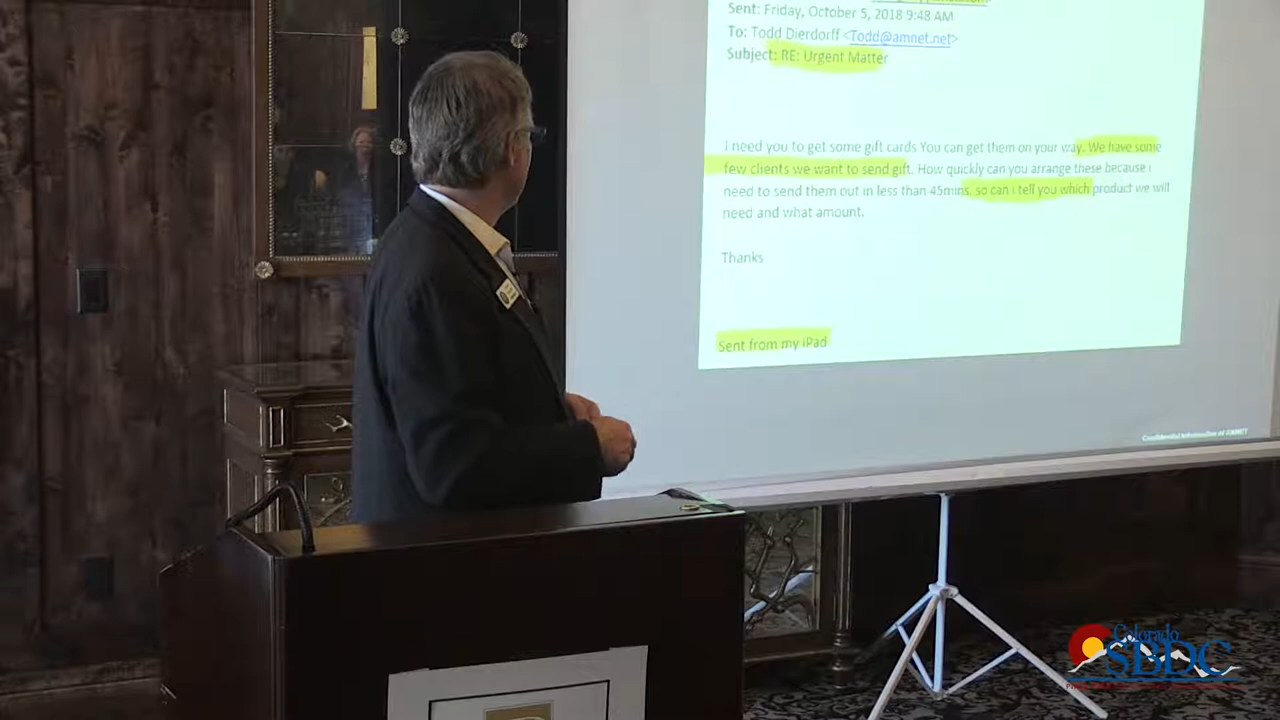 Sent: Friday, October 5, 2018 9:48 AM
To: Todd Dierdorff <Todd@amnet.net>
Subject: RE: Urgent Matter
I need you to get some gift cards You can get them on your way. We have some
few clients we want to send gift. How quickly can you arrange these because i
need to send them out in less than 45mins. so can i tell you which product we will
need and what amount.
Thanks
Sent from my iPad
Confidential Information of AMNET
Colorado
SBDC